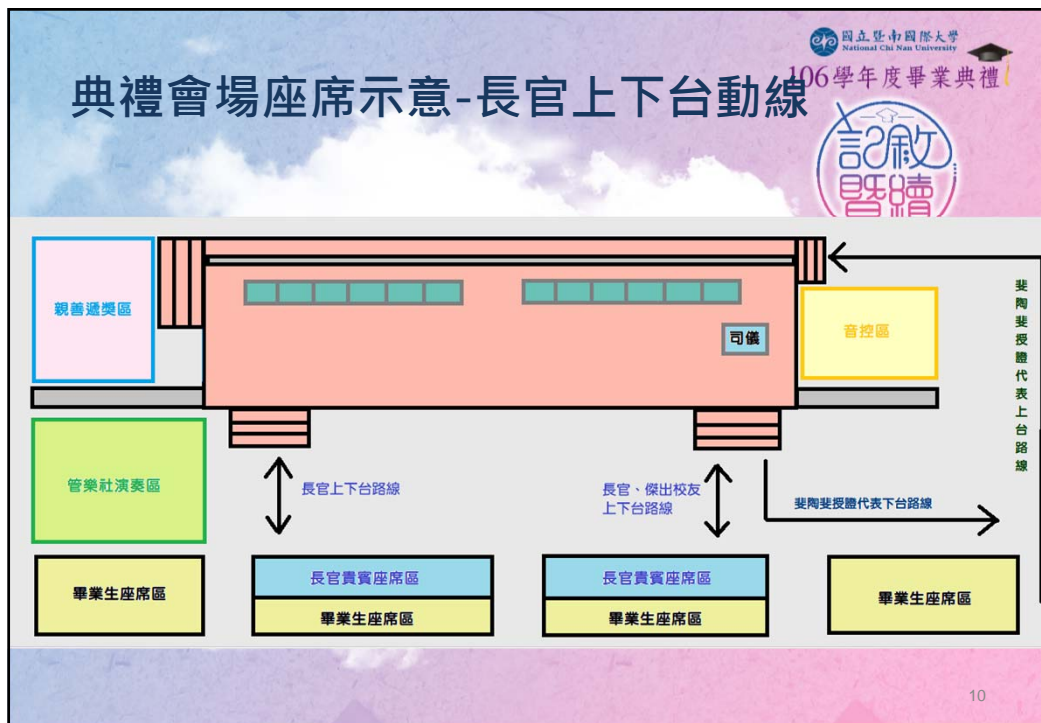 國立暨南國際大學
National Chi Nan University
106學年度畢業典禮
典禮會場座席示意-長官上下台動線
記敘
暨續
親善遞獎區
司儀
音控區
斐陶斐授證代表上台路線
管樂社演奏區
長官上下台路線
長官、傑出校友
上下台路線
斐陶斐授證代表下台路線
畢業生座席區
長官貴賓座席區
畢業生座席區
長官貴賓座席區
畢業生座席區
畢業生座席區
10